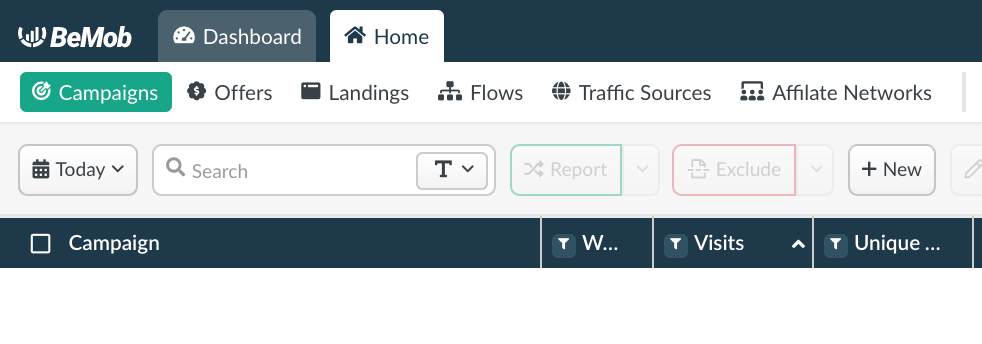 BeMob Dashboard Home
Campaigns Offers Landings Flows Traffic Sources Affilate Networks
Today Search T Report Exclude + New
Campaign W... Visits Unique ...